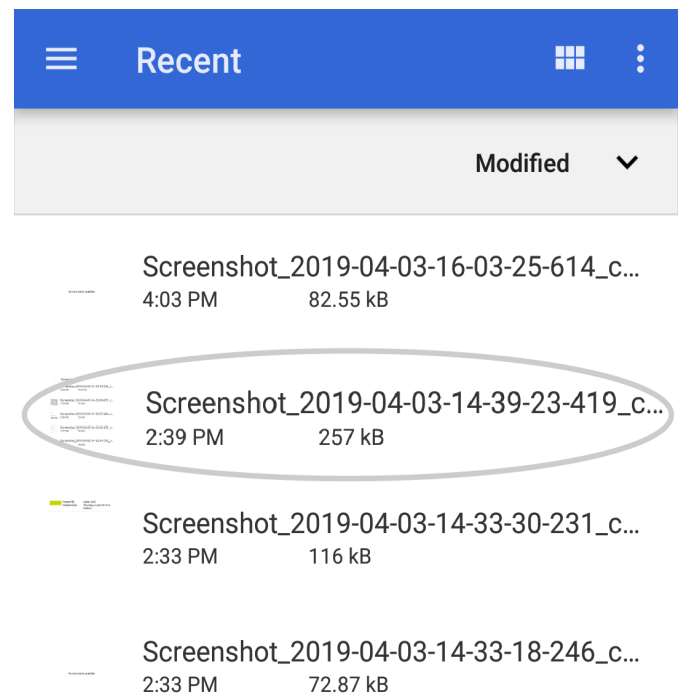 Recent
Modified
Screenshot_2019-04-03-16-03-25-614_c...
4:03 PM 82.55 kB
Screenshot_2019-04-03-14-39-23-419_c...
2:39 PM 257 kB
Screenshot_2019-04-03-14-33-30-231_c...
2:33 PM 116 kB
Screenshot_2019-04-03-14-33-18-246_c...
2:33 PM 72.87 kB